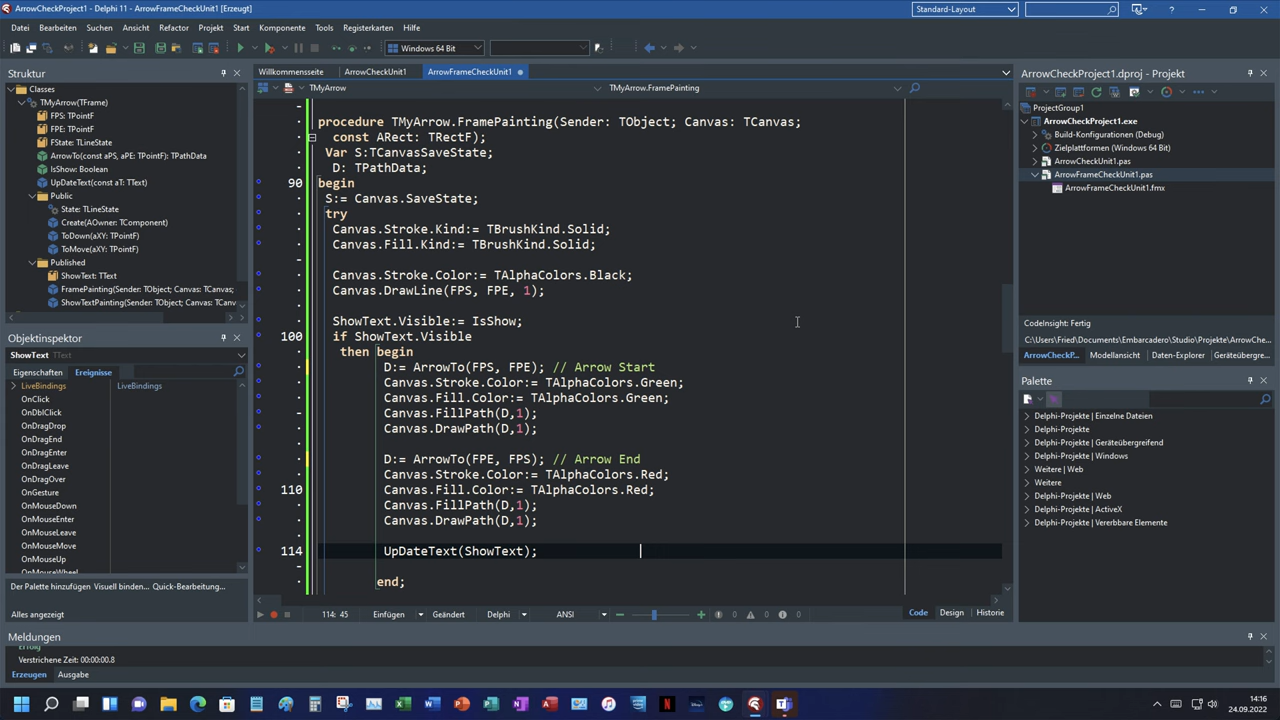 ArrowCheckProject1 - Delphi 11 - ArrowFrameCheckUnit1 [Erzeugt]
Standard-Layout
Datei Bearbeiten Suchen Ansicht Refactor Projekt Start Komponente Tools Registerkarten Hilfe
Windows 64 Bit
Struktur
Classes
TMyArrow(TFrame)
FPS: TPointF
FPE: TPointF
FState: TLineState
ArrowTo(const aPS, aPE: TPointF): TPathData
IsShow: Boolean
UpDateText(const aT: TText)
Public
State: TLineState
Create(AOwner: TComponent)
ToDown(aXY: TPointF)
ToMove(aXY: TPointF)
Published
ShowText: TText
FramePainting(Sender: TObject; Canvas: TCanvas;
ShowTextPainting(Sender: TObject; Canvas: TCanv
Objektinspektor
ShowText TText
Eigenschaften Ereignisse
LiveBindings LiveBindings
OnClick
OnDblClick
OnDragDrop
OnDragEnd
OnDragEnter
OnDragLeave
OnDragOver
OnGesture
OnMouseDown
OnMouseEnter
OnMouseLeave
OnMouseMove
OnMouseUp
OnMouseWheel
Der Palette hinzufügen Visuell binden... Quick-Bearbeitung...
Alles angezeigt
Willkommensseite ArrowCheckUnit1 ArrowFrameCheckUnit1
TMyArrow TMyArrow.FramePainting
procedure TMyArrow.FramePainting(Sender: TObject; Canvas: TCanvas;
const ARect: TRectF);
Var S:TCanvasSaveState;
D: TPathData;
90 begin
S:= Canvas.SaveState;
try
Canvas.Stroke.Kind:= TBrushKind.Solid;
Canvas.Fill.Kind:= TBrushKind.Solid;
Canvas.Stroke.Color:= TAlphaColors.Black;
Canvas.DrawLine(FPS, FPE, 1);
ShowText.Visible:= IsShow;
100 if ShowText.Visible
then begin
D:= ArrowTo(FPS, FPE); // Arrow Start
Canvas.Stroke.Color:= TAlphaColors.Green;
Canvas.Fill.Color:= TAlphaColors.Green;
Canvas.FillPath(D,1);
Canvas.DrawPath(D,1);
D:= ArrowTo(FPE, FPS); // Arrow End
Canvas.Stroke.Color:= TAlphaColors.Red;
110 Canvas.Fill.Color:= TAlphaColors.Red;
Canvas.FillPath(D,1);
Canvas.DrawPath(D,1);
114 UpDateText(ShowText);
end;
114: 45 Einfügen Geändert Delphi ANSI 0 0 0 Code Design Historie
ArrowCheckProject1.dproj - Projekt
ProjectGroup1
ArrowCheckProject1.exe
Build-Konfigurationen (Debug)
Zielplattformen (Windows 64 Bit)
ArrowCheckUnit1.pas
ArrowFrameCheckUnit1.pas
ArrowFrameCheckUnit1.fmx
CodeInsight: Fertig
C:\Users\Fried\Embarcadero\Studio\Projekte\ArrowChe...
ArrowCheckP... Modellansicht Daten-Explorer Geräteübergreifend...
Palette
Delphi-Projekte | Einzelne Dateien
Delphi-Projekte
Delphi-Projekte | Geräteübergreifend
Delphi-Projekte | Windows
Weitere | Web
Weitere
Delphi-Projekte | Web
Delphi-Projekte | ActiveX
Delphi-Projekte | Vererbbare Elemente
Meldungen
Erfolg
Verstrichene Zeit: 00:00:00.8
Erzeugen Ausgabe
14:16
24.09.2022